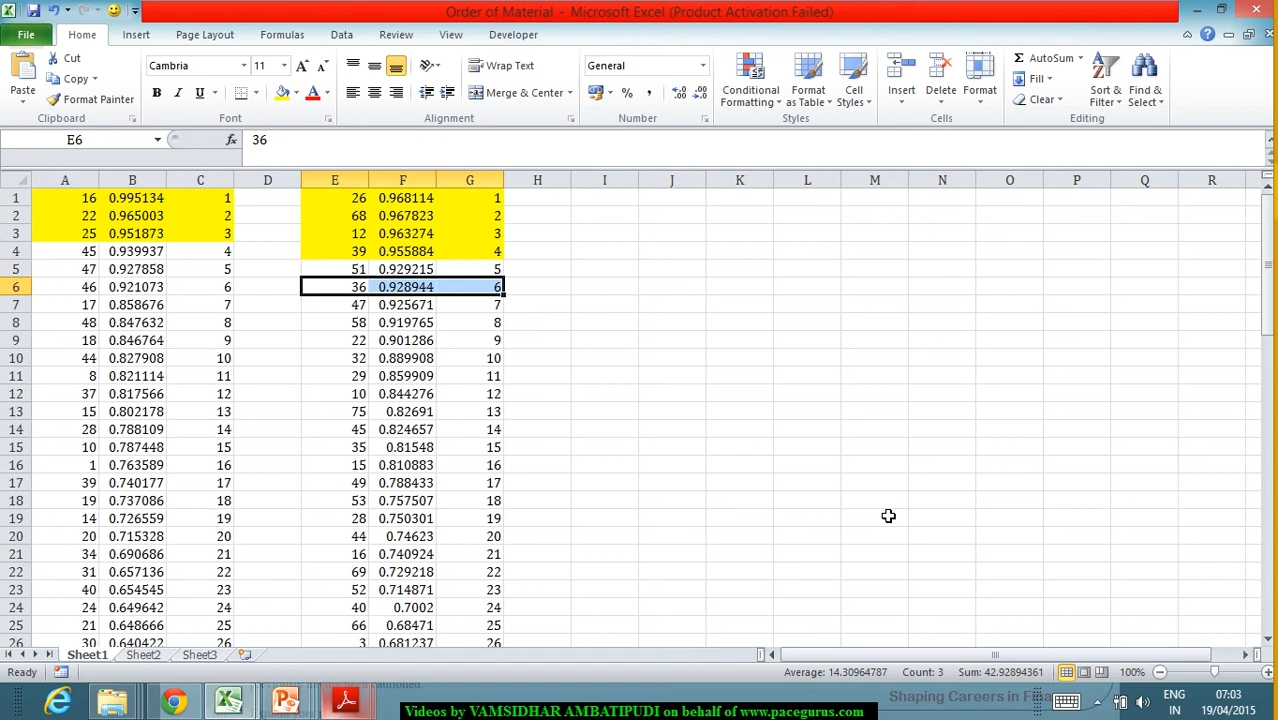 Order of Material - Microsoft Excel (Product Activation Failed)
File Home Insert Page Layout Formulas Data Review View Developer
Cut
Copy
Format Painter
Paste
Clipboard
Cambria 11
B I U
Font
Wrap Text
Merge & Center
Alignment
General
Number
Conditional Formatting
Format as Table
Cell Styles
Styles
Insert Delete Format
Cells
AutoSum
Fill
Clear
Sort & Filter
Find & Select
Editing
E6 fx 36
A B C D E F G H I J K L M N O P Q R
1 16 0.995134 1 26 0.968114 1
2 22 0.965003 2 68 0.967823 2
3 25 0.951873 3 12 0.963274 3
4 45 0.939937 4 39 0.955884 4
5 47 0.927858 5 51 0.929215 5
6 46 0.921073 6 36 0.928944 6
7 17 0.858676 7 47 0.925671 7
8 48 0.847632 8 58 0.919765 8
9 18 0.846764 9 22 0.901286 9
10 44 0.827908 10 32 0.889908 10
11 8 0.821114 11 29 0.859909 11
12 37 0.817566 12 10 0.844276 12
13 15 0.802178 13 75 0.82691 13
14 28 0.788109 14 45 0.824657 14
15 10 0.787448 15 35 0.81548 15
16 1 0.763589 16 15 0.810883 16
17 39 0.740177 17 49 0.788433 17
18 19 0.737086 18 53 0.757507 18
19 14 0.726559 19 28 0.750301 19
20 20 0.715328 20 44 0.74623 20
21 34 0.690686 21 16 0.740924 21
22 31 0.657136 22 69 0.729218 22
23 40 0.654545 23 52 0.714871 23
24 24 0.649642 24 40 0.7002 24
25 21 0.648666 25 66 0.68471 25
26 30 0.640422 26 3 0.681237 26
Sheet1 Sheet2 Sheet3
Ready Average: 14.30964787 Count: 3 Sum: 42.92894361 100%
Shaping Careers in Fina
ENG
IN
07:03
19/04/2015
Videos by VAMSIDHAR AMBATIPUDI on behalf of www.pacegurus.com